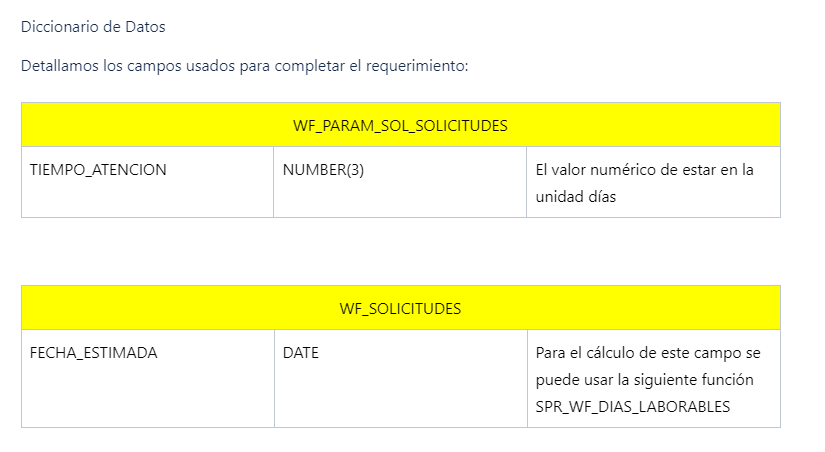 Diccionario de Datos
Detallamos los campos usados para completar el requerimiento:
WF_PARAM_SOL_SOLICITUDES
TIEMPO_ATENCION
NUMBER(3)
El valor numérico de estar en la
unidad días
WF_SOLICITUDES
FECHA_ESTIMADA
DATE
Para el cálculo de este campo se
puede usar la siguiente función
SPR_WF_DIAS_LABORABLES